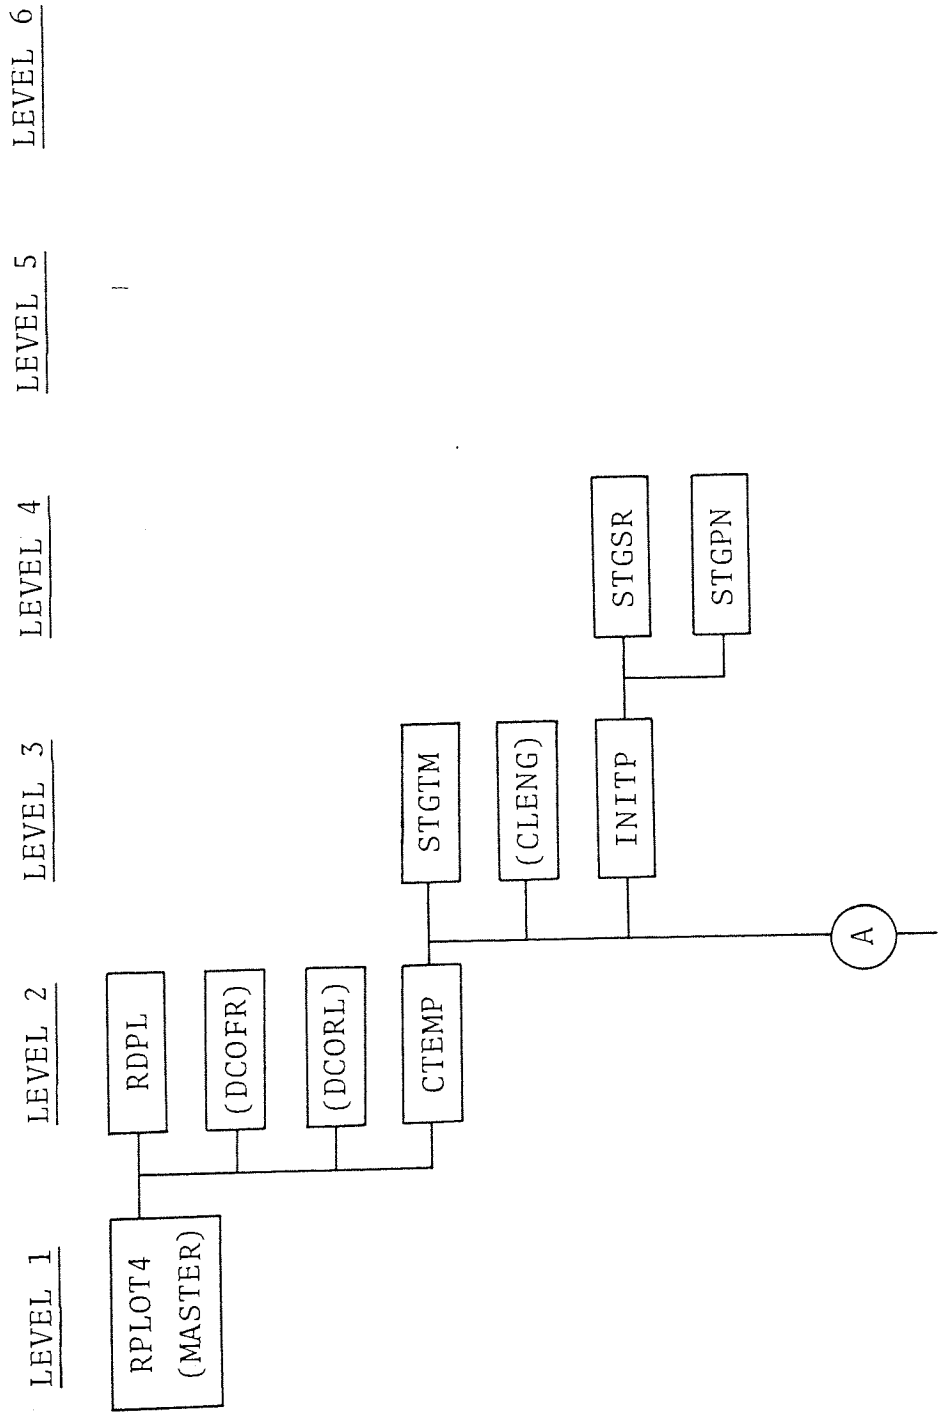 LEVEL 1
LEVEL 2
LEVEL 3
LEVEL 4
LEVEL 5
LEVEL 6
RPLOT4
(MASTER)
RDPL
(DCOFR)
(DCORL)
CTEMP
STGTM
(CLENG)
INITP
STGSR
STGPN
A